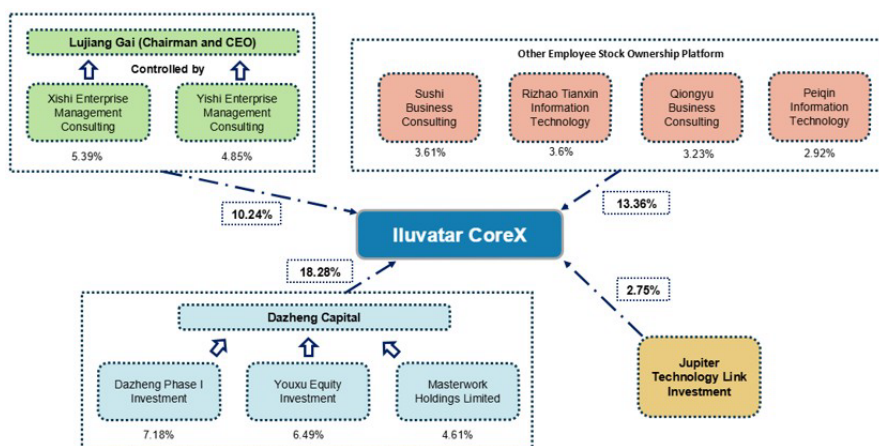 Lujiang Gai (Chairman and CEO)
Controlled by
Xishi Enterprise
Management
Consulting
5.39%
Yishi Enterprise
Management
Consulting
4.85%
Other Employee Stock Ownership Platform
Sushi
Business
Consulting
3.61%
Rizhao Tianxin
Information
Technology
3.6%
Qiongyu
Business
Consulting
3.23%
Peiqin
Information
Technology
2.92%
10.24%
13.36%
Iluvatar CoreX
18.28%
2.75%
Dazheng Capital
Dazheng Phase I
Investment
7.18%
Youxu Equity
Investment
6.49%
Masterwork
Holdings Limited
4.61%
Jupiter
Technology Link
Investment